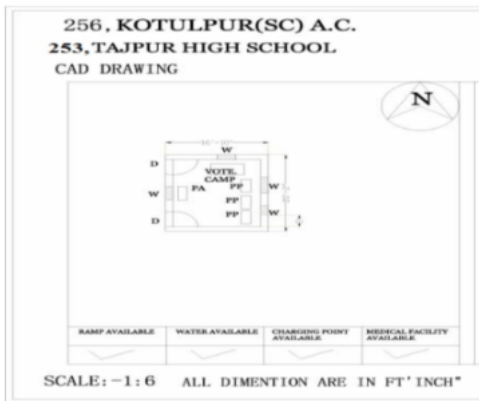 256, KOTULPUR(SC) A.C.
253,TAJPUR HIGH SCHOOL
CAD DRAWING
N
W
D
VOTE.
CAMP
W PA PP W
PP
D PP W
RAMP AVAILABLE WATER AVAILABLE CHARGING POINT AVAILABLE MEDICAL FACILITY AVAILABLE
SCALE:-1:6 ALL DIMENTION ARE IN FT'INCH"